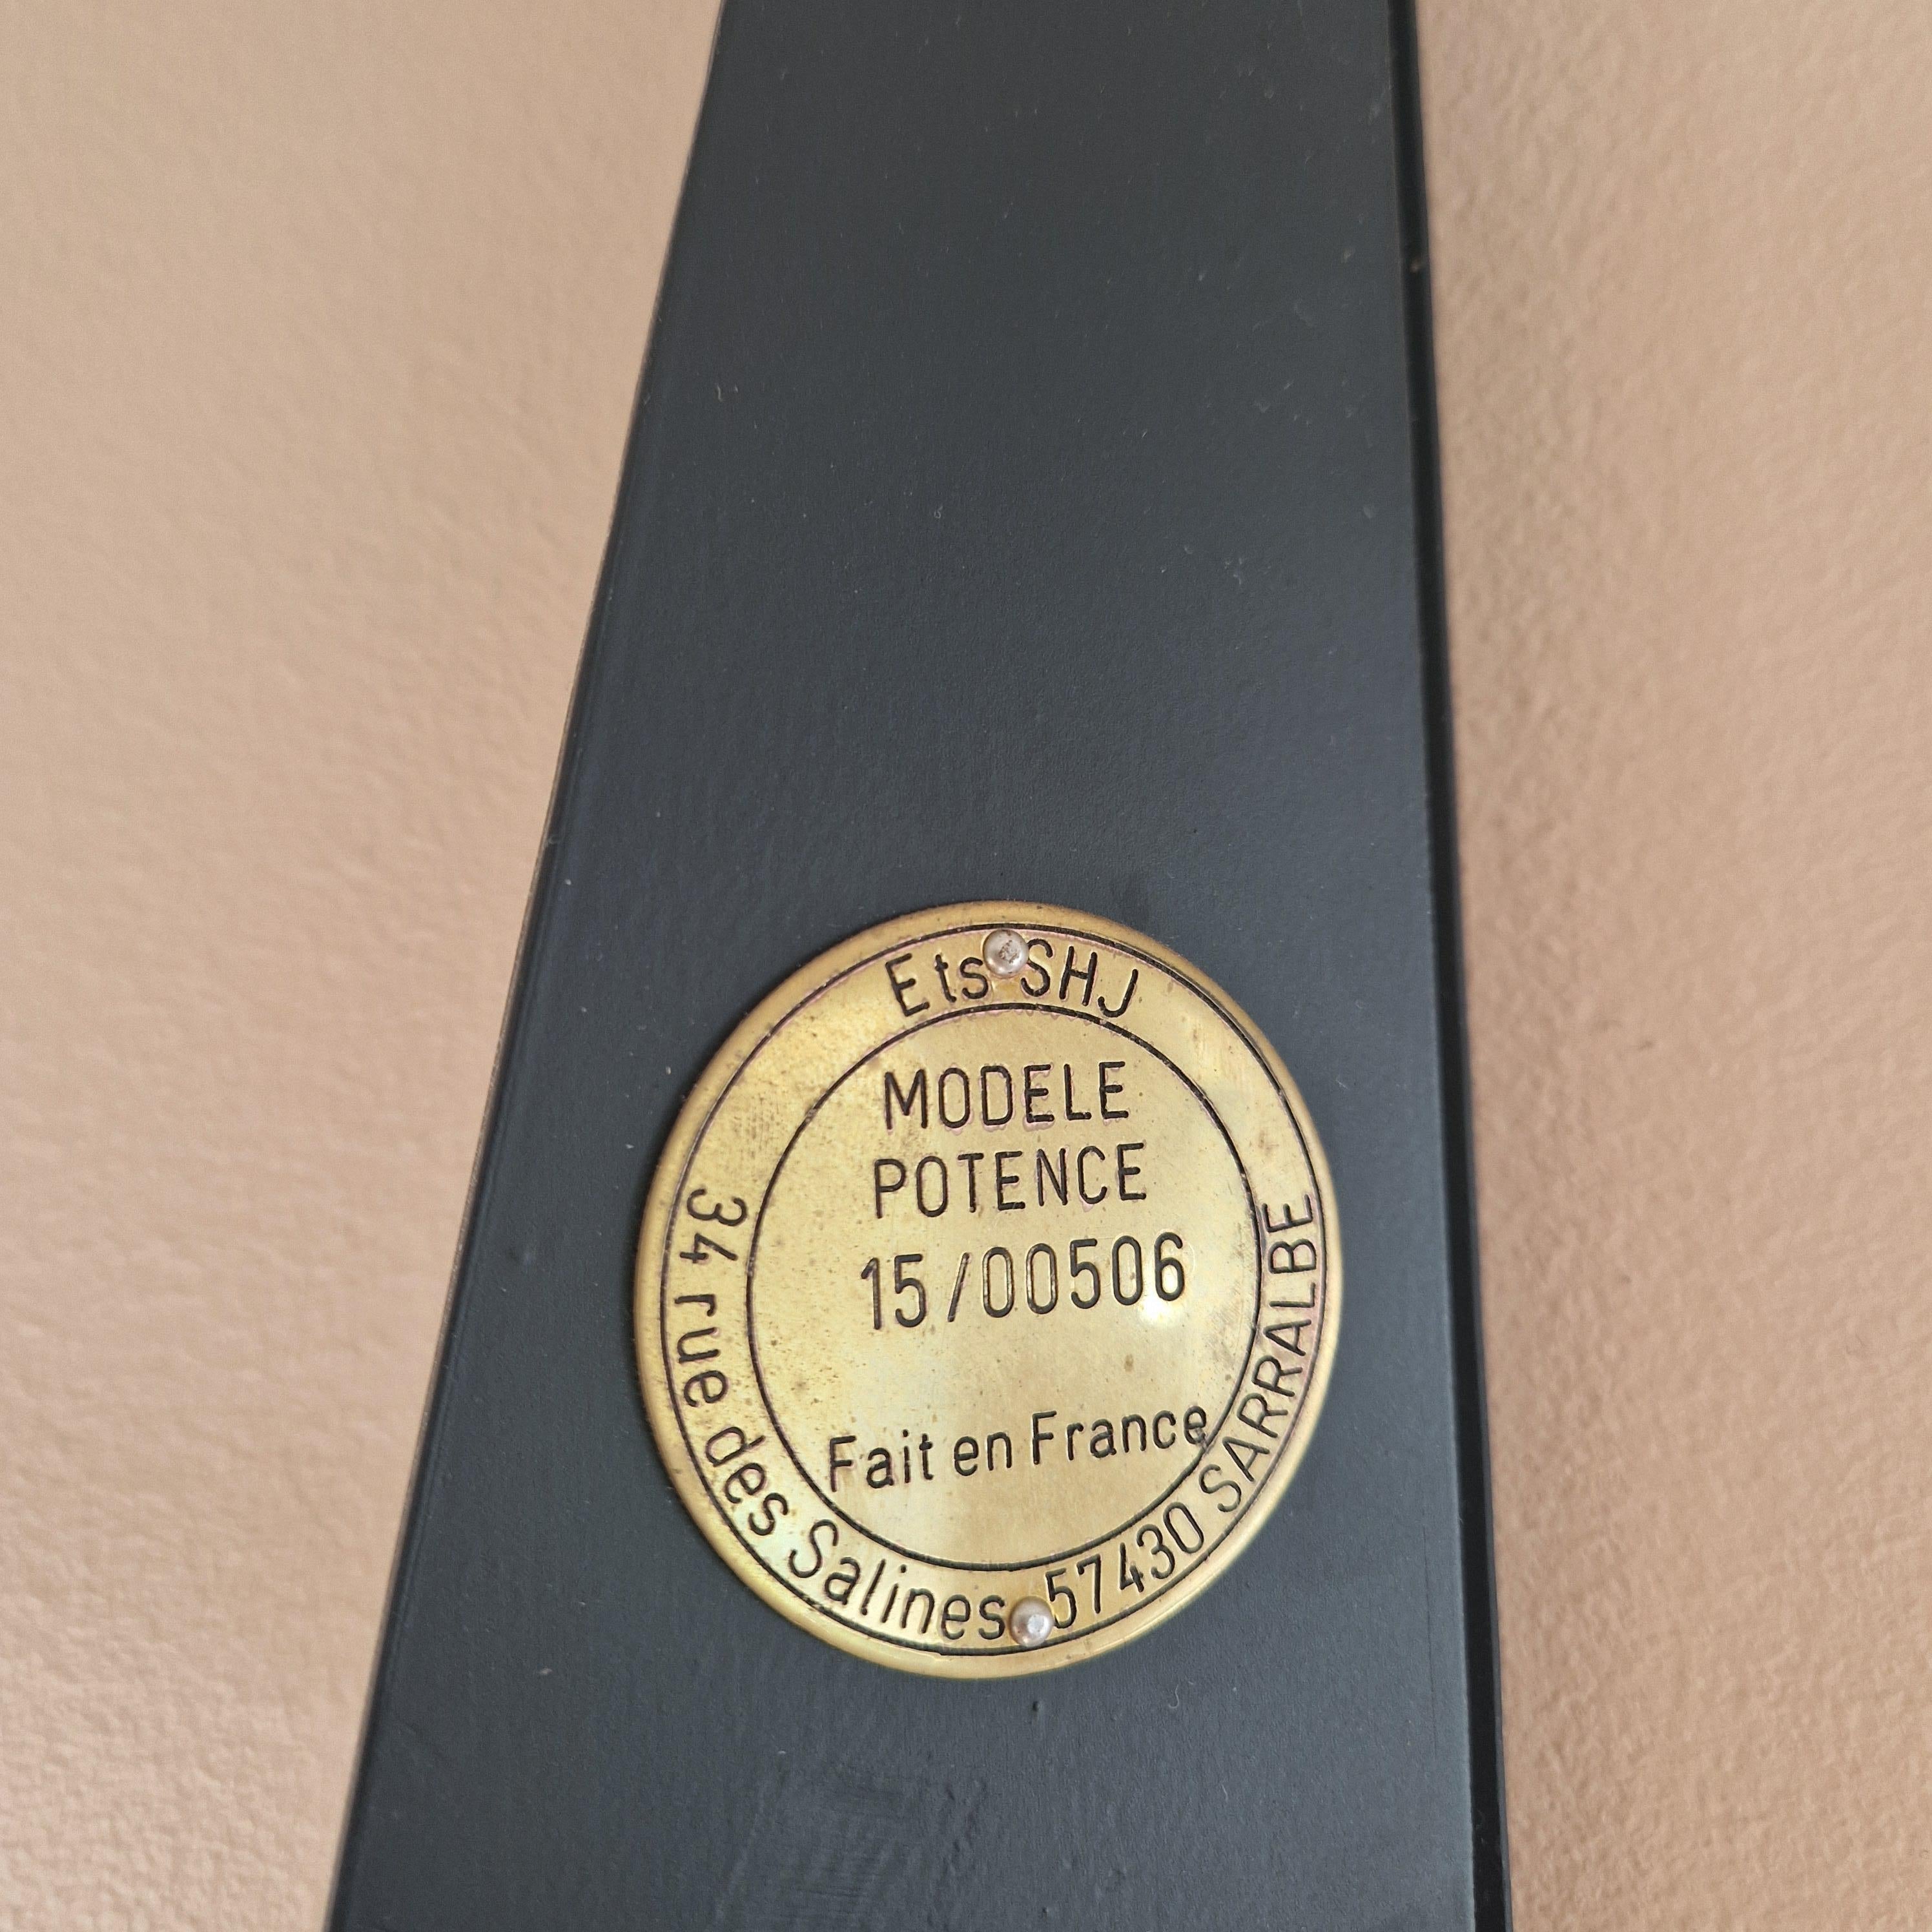 Ets SHJ
MODELE
POTENCE
15/00506
Fait en France
34 rue des Salines 57430 SARRALBE